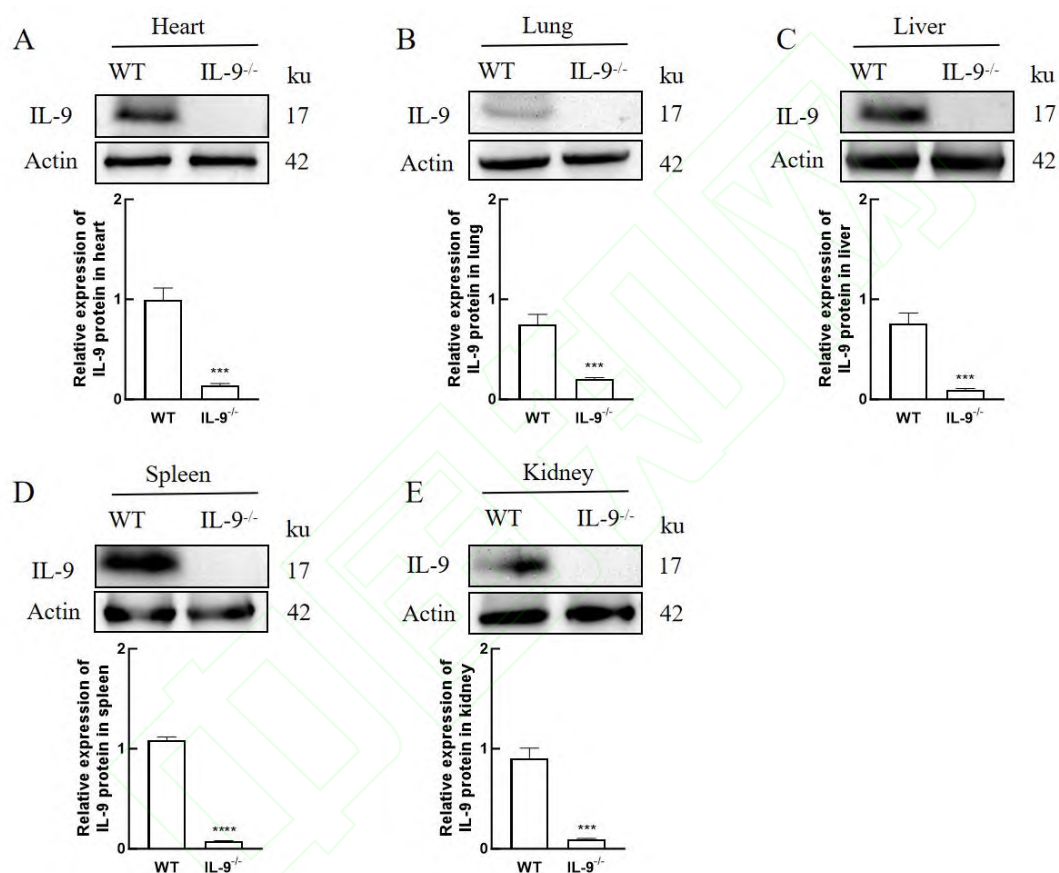 A
Heart
WT IL-9-/- ku
IL-9 17
Actin 42
Relative expression of
IL-9 protein in heart
2
1
0
***
WT IL-9-/-
B
Lung
WT IL-9-/- ku
IL-9 17
Actin 42
Relative expression of
IL-9 protein in lung
2
1
0
***
WT IL-9-/-
C
Liver
WT IL-9-/- ku
IL-9 17
Actin 42
Relative expression of
IL-9 protein in liver
2
1
0
***
WT IL-9-/-
D
Spleen
WT IL-9-/- ku
IL-9 17
Actin 42
Relative expression of
IL-9 protein in spleen
2
1
0
****
WT IL-9-/-
E
Kidney
WT IL-9-/- ku
IL-9 17
Actin 42
Relative expression of
IL-9 protein in kidney
2
1
0
***
WT IL-9-/-